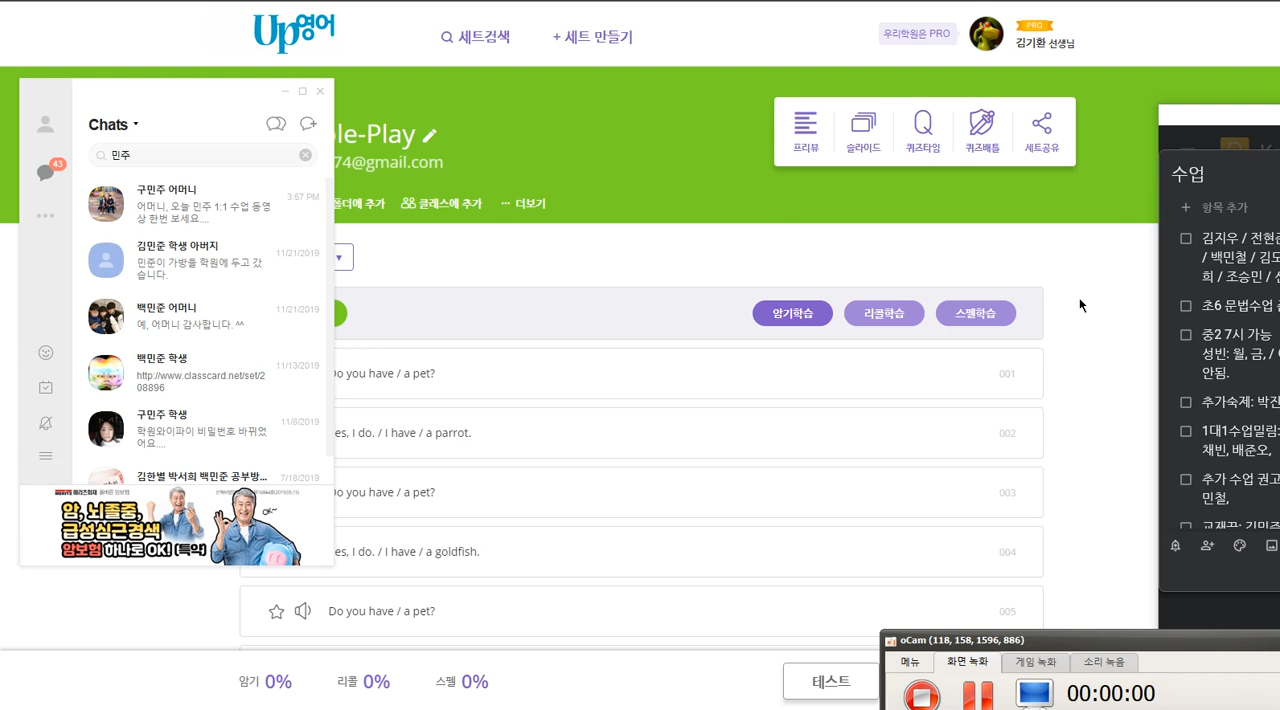 Up영어
세트검색
+ 세트 만들기
우리학원은 PRO
PRO
김기환 선생님
le-Play
74@gmail.com
폴더에 추가
클래스에 추가
··· 더보기
프리뷰
슬라이드
퀴즈타임
퀴즈배틀
세트공유
Chats
43
민주
구민주 어머니
3:57 PM
어머니, 오늘 민주 1:1 수업 동영
상 한번 보세요....
김민준 학생 아버지
11/21/2019
민준이 가방을 학원에 두고 갔
습니다.
백민준 어머니
11/21/2019
예, 어머니 감사합니다. ^^
백민준 학생
11/13/2019
http://www.classcard.net/set/2
08896
구민주 학생
11/8/2019
학원와이파이 비밀번호 바뀌었
어요....
김한별 박서희 백민준 공부방...
7/18/2019
암, 뇌졸중,
급성심근경색
암보험 하나로 OK! (특약)
OK~
암기학습
리콜학습
스펠학습
Do you have / a pet?
001
es, I do. / I have / a parrot.
002
Do you have / a pet?
003
es, I do. / I have / a goldfish.
004
Do you have / a pet?
005
암기 0%
리콜 0%
스펠 0%
테스트
수업
+ 항목 추가
김지우 / 전현준
/ 백민철 / 김도
희 / 조승민 / 신
초6 문법수업
중2 7시 가능
성빈: 월, 금, /
안됨.
추가숙제: 박진
1대1수업밀림:
채빈, 배준오,
추가 수업 권고
민철,
교재끝: 김민주
oCam (118, 158, 1596, 886)
메뉴
화면 녹화
게임 녹화
소리 녹음
00:00:00